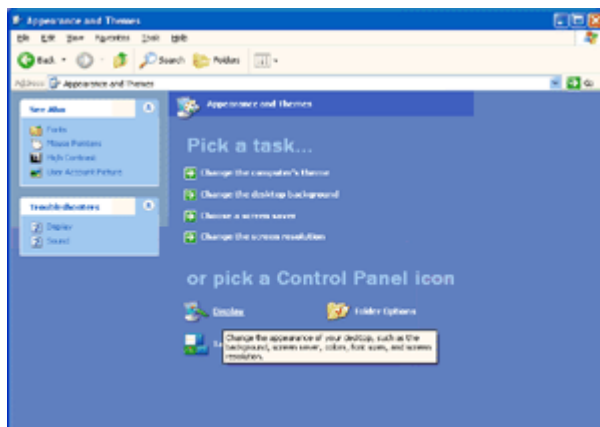 Appearance and Themes
File Edit View Favorites Tools Help
Back Search Folders
Address Appearance and Themes
See Also
Fonts
Mouse Pointers
High Contrast
User Account Picture
Troubleshooters
Display
Sound
Appearance and Themes
Pick a task...
Change the computer's theme
Change the desktop background
Choose a screen saver
Change the screen resolution
or pick a Control Panel icon
Display Folder Options
Change the appearance of your desktop, such as the
background, screen saver, colors, font sizes, and screen
resolution.